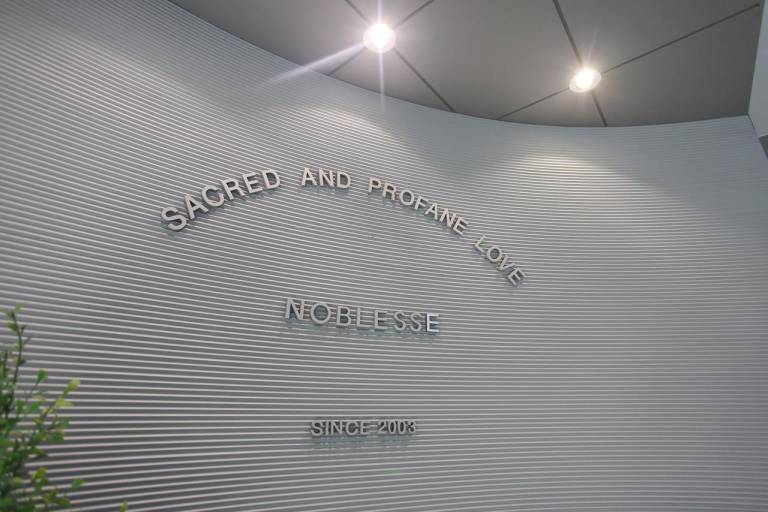 SACRED AND PROFANE LOVE
NOBLESSE
SINCE 2003